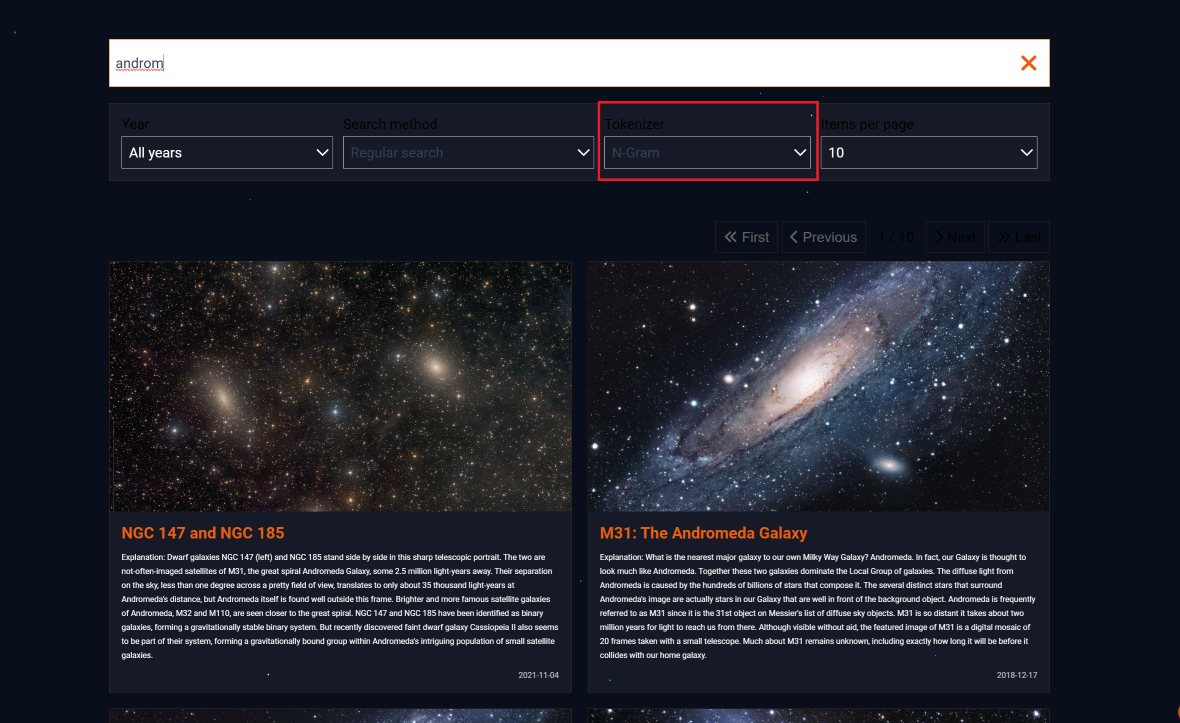 androm
Year
Search method
Tokenizer
Items per page
All years
Regular search
N-Gram
10
First
Previous
1 / 10
Next
Last
NGC 147 and NGC 185
Explanation: Dwarf galaxies NGC 147 (left) and NGC 185 stand side by side in this sharp telescopic portrait. The two are
not-often-imaged satellites of M31, the great spiral Andromeda Galaxy, some 2.5 million light-years away. Their separation
on the sky, less than one degree across a pretty field of view, translates to only about 35 thousand light-years at
Andromeda's distance, but Andromeda itself is found well outside this frame. Brighter and more famous satellite galaxies
of Andromeda, M32 and M110, are seen closer to the great spiral. NGC 147 and NGC 185 have been identified as binary
galaxies, forming a gravitationally stable binary system. But recently discovered faint dwarf galaxy Cassiopeia II also seems
to be part of their system, forming a gravitationally bound group within Andromeda's intriguing population of small satellite
galaxies.
2021-11-04
M31: The Andromeda Galaxy
Explanation: What is the nearest major galaxy to our own Milky Way Galaxy? Andromeda. In fact, our Galaxy is thought to
look much like Andromeda. Together these two galaxies dominate the Local Group of galaxies. The diffuse light from
Andromeda is caused by the hundreds of billions of stars that compose it. The several distinct stars that surround
Andromeda's image are actually stars in our Galaxy that are well in front of the background object. Andromeda is frequently
referred to as M31 since it is the 31st object on Messier's list of diffuse sky objects. M31 is so distant it takes about two
million years for light to reach us from there. Although visible without aid, the featured image of M31 is a digital mosaic of
20 frames taken with a small telescope. Much about M31 remains unknown, including exactly how long it will be before it
collides with our home galaxy.
2018-12-17